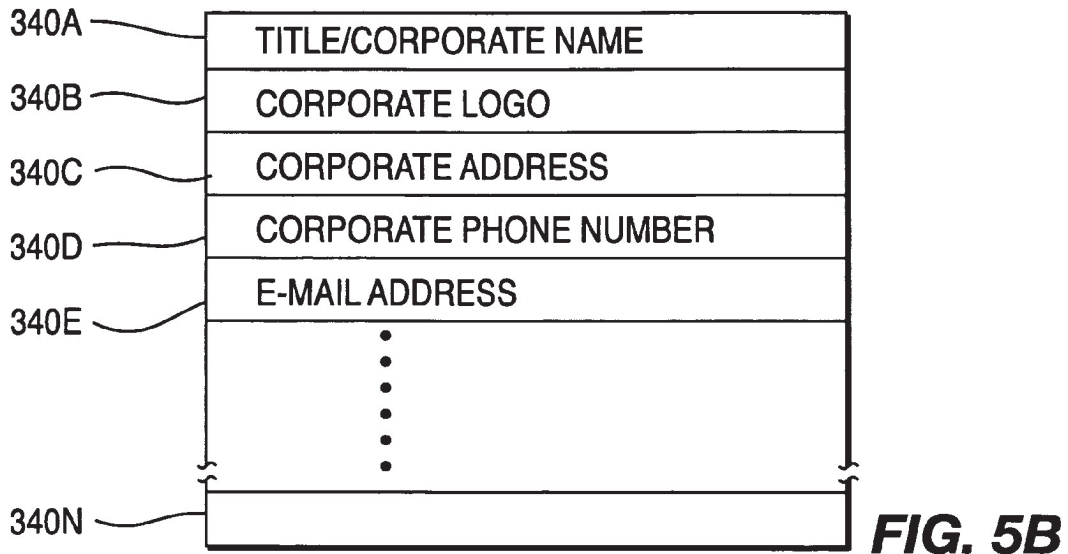 340A TITLE/CORPORATE NAME
340B CORPORATE LOGO
340C CORPORATE ADDRESS
340D CORPORATE PHONE NUMBER
340E E-MAIL ADDRESS
340N
FIG. 5B